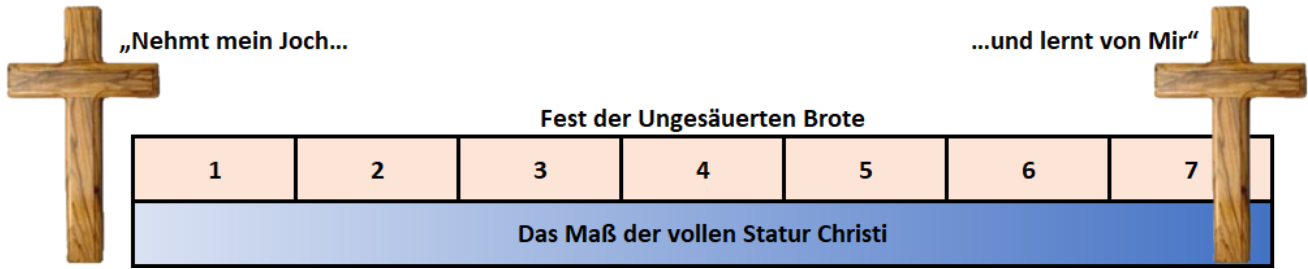 „Nehmt mein Joch...
...und lernt von Mir“
Fest der Ungesäuerten Brote
1 2 3 4 5 6 7
Das Maß der vollen Statur Christi